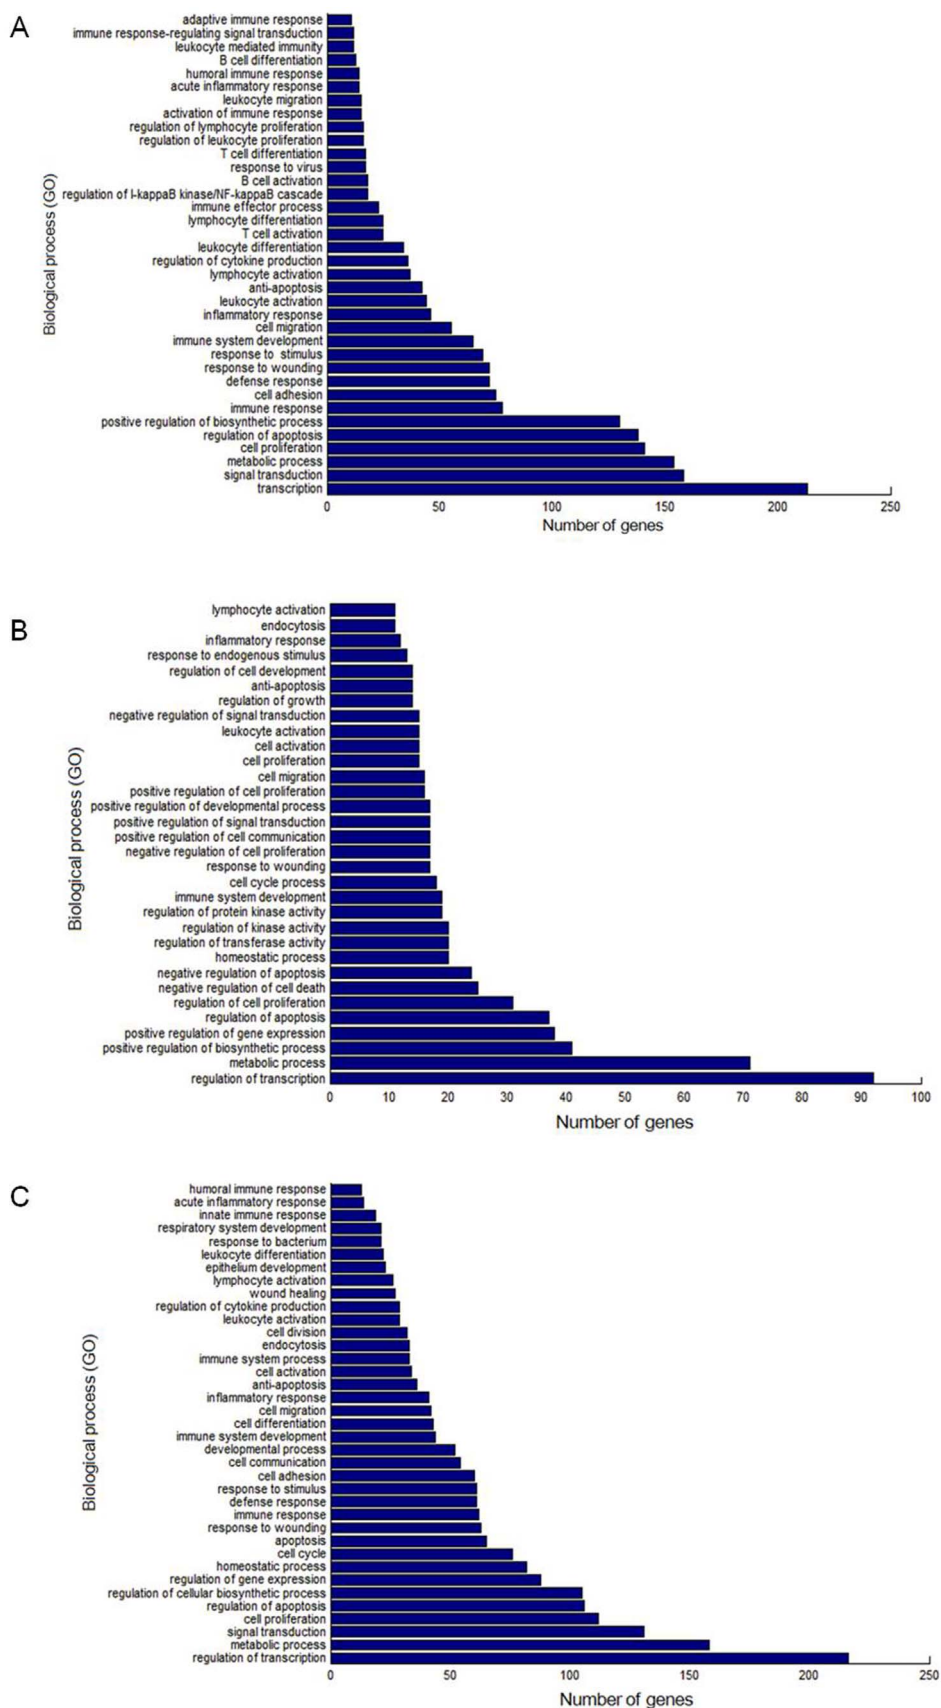 A
adaptive immune response
immune response-regulating signal transduction
leukocyte mediated immunity
B cell differentiation
humoral immune response
acute inflammatory response
leukocyte migration
activation of immune response
regulation of lymphocyte proliferation
regulation of leukocyte proliferation
T cell differentiation
response to virus
B cell activation
regulation of I-kappaB kinase/NF-kappaB cascade
immune effector process
lymphocyte differentiation
T cell activation
leukocyte differentiation
regulation of cytokine production
lymphocyte activation
anti-apoptosis
leukocyte activation
inflammatory response
cell migration
immune system development
response to stimulus
response to wounding
defense response
cell adhesion
immune response
positive regulation of biosynthetic process
regulation of apoptosis
cell proliferation
metabolic process
signal transduction
transcription
Biological process (GO)
0 50 100 150 200 250
Number of genes
B
lymphocyte activation
endocytosis
inflammatory response
response to endogenous stimulus
regulation of cell development
anti-apoptosis
regulation of growth
negative regulation of signal transduction
leukocyte activation
cell activation
cell proliferation
cell migration
positive regulation of cell proliferation
positive regulation of developmental process
positive regulation of signal transduction
positive regulation of cell communication
negative regulation of cell proliferation
response to wounding
cell cycle process
immune system development
regulation of protein kinase activity
regulation of kinase activity
regulation of transferase activity
homeostatic process
negative regulation of apoptosis
negative regulation of cell death
regulation of cell proliferation
regulation of apoptosis
positive regulation of gene expression
positive regulation of biosynthetic process
metabolic process
regulation of transcription
Biological process (GO)
0 10 20 30 40 50 60 70 80 90 100
Number of genes
C
humoral immune response
acute inflammatory response
innate immune response
respiratory system development
response to bacterium
leukocyte differentiation
epithelium development
lymphocyte activation
wound healing
regulation of cytokine production
leukocyte activation
cell division
endocytosis
immune system process
cell activation
anti-apoptosis
inflammatory response
cell migration
cell differentiation
immune system development
developmental process
cell communication
cell adhesion
response to stimulus
defense response
immune response
response to wounding
apoptosis
cell cycle
homeostatic process
regulation of gene expression
regulation of cellular biosynthetic process
regulation of apoptosis
cell proliferation
signal transduction
metabolic process
regulation of transcription
Biological process (GO)
0 50 100 150 200 250
Number of genes